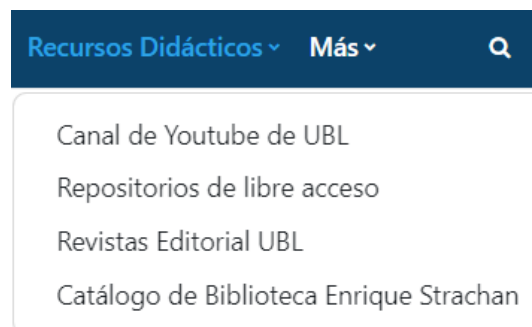 Recursos Didácticos Más
Canal de Youtube de UBL
Repositorios de libre acceso
Revistas Editorial UBL
Catálogo de Biblioteca Enrique Strachan